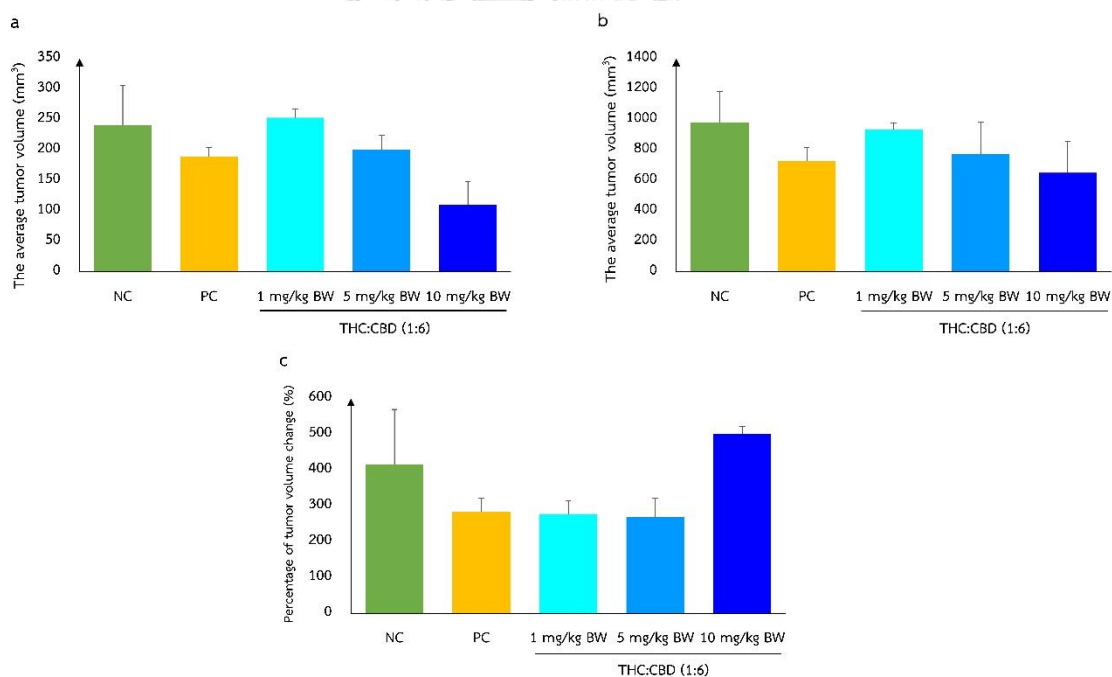 a
The average tumor volume (mm³)
350
300
250
200
150
100
50
0
NC PC 1 mg/kg BW 5 mg/kg BW 10 mg/kg BW
THC:CBD (1:6)
b
The average tumor volume (mm³)
1400
1200
1000
800
600
400
200
0
NC PC 1 mg/kg BW 5 mg/kg BW 10 mg/kg BW
THC:CBD (1:6)
c
Percentage of tumor volume change (%)
600
500
400
300
200
100
0
NC PC 1 mg/kg BW 5 mg/kg BW 10 mg/kg BW
THC:CBD (1:6)